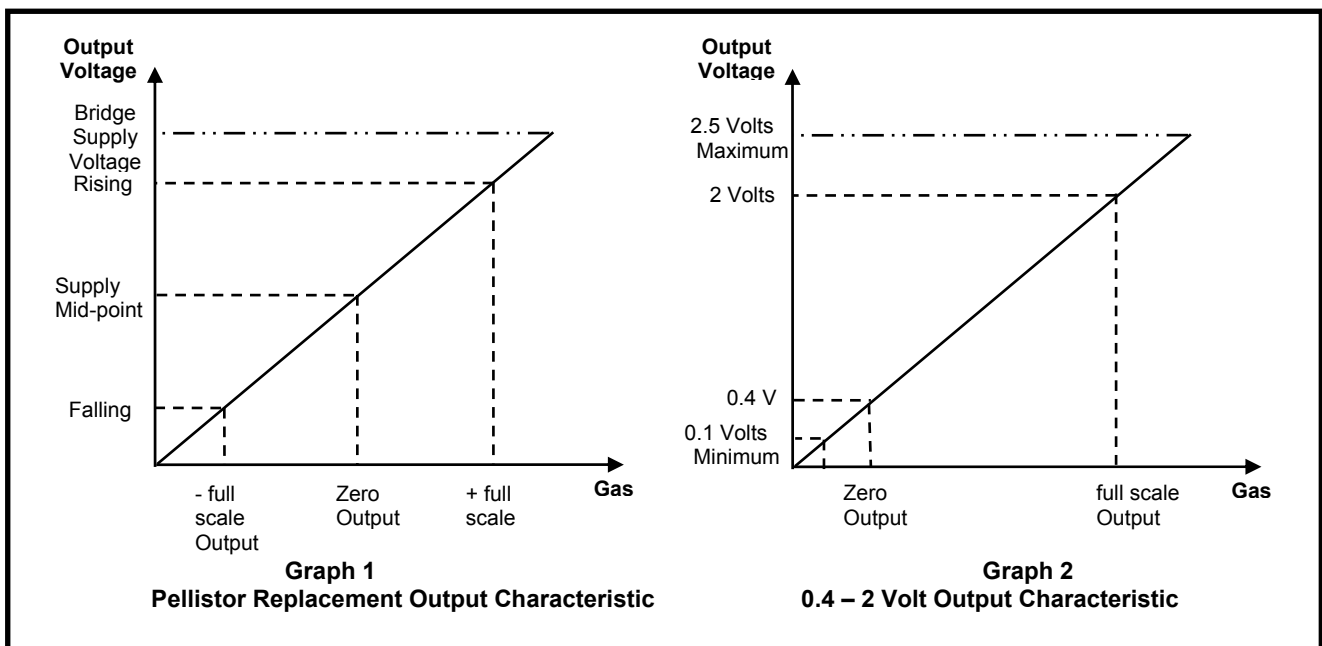 Output
Voltage
Bridge
Supply
Voltage
Rising
Supply
Mid-point
Falling
- full
scale
Output
Zero
Output
+ full
scale
Gas
Graph 1
Pellistor Replacement Output Characteristic
Output
Voltage
2.5 Volts
Maximum
2 Volts
0.4 V
0.1 Volts
Minimum
Zero
Output
full scale
Output
Gas
Graph 2
0.4 – 2 Volt Output Characteristic